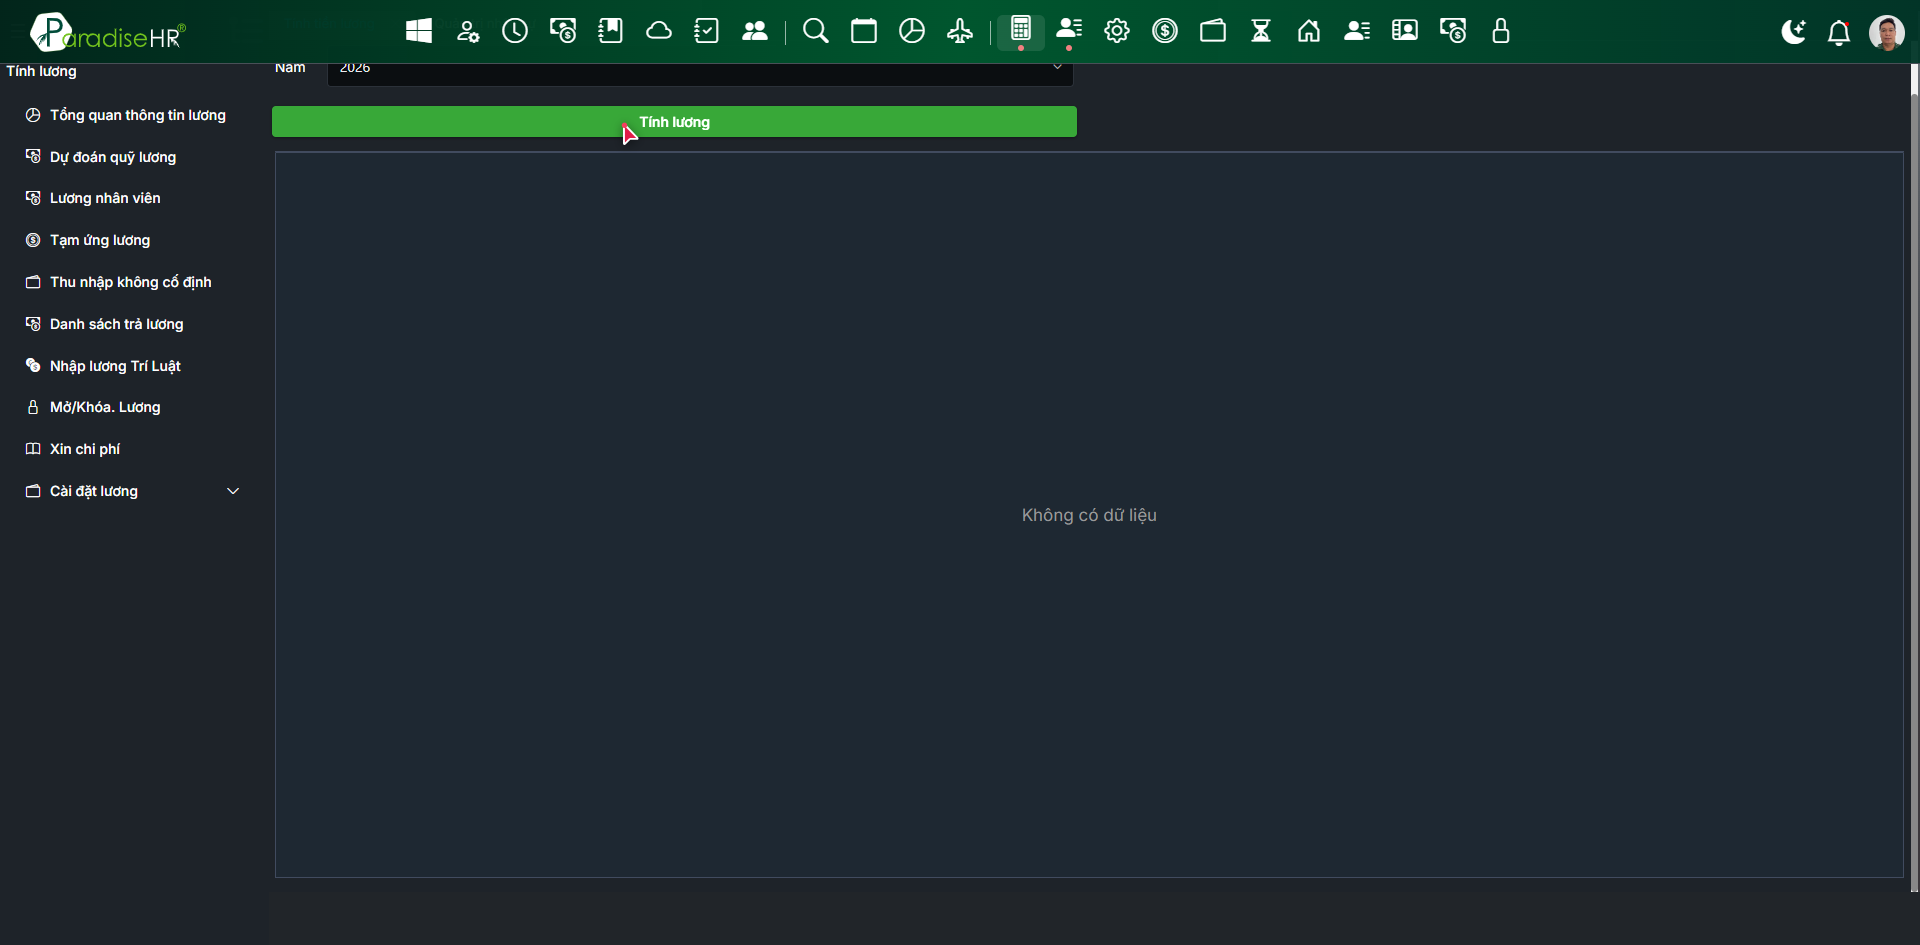 ParadiseHR®
Tính lương
Năm
2026
Tính lương
Tổng quan thông tin lương
Dự đoán quỹ lương
Lương nhân viên
Tạm ứng lương
Thu nhập không cố định
Danh sách trả lương
Nhập lương Trí Luật
Mở/Khóa. Lương
Xin chi phí
Cài đặt lương
Không có dữ liệu